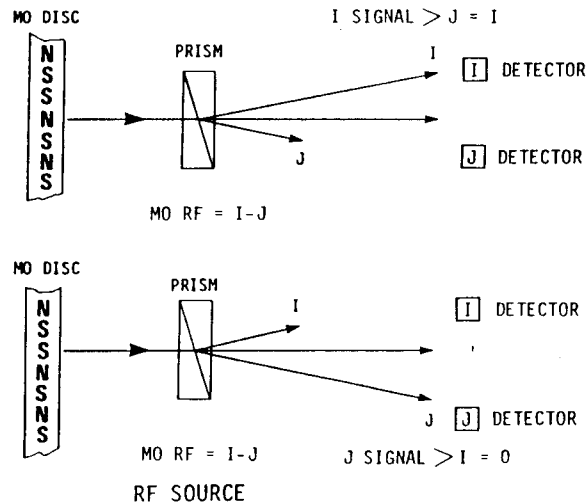 I SIGNAL > J = I
MO DISC
PRISM
I
I DETECTOR
N
S
S
N
S
N
S
J
J DETECTOR
MO RF = I-J
MO DISC
PRISM
I
I DETECTOR
N
S
S
N
S
N
S
J
J DETECTOR
MO RF = I-J
J SIGNAL > I = 0
RF SOURCE